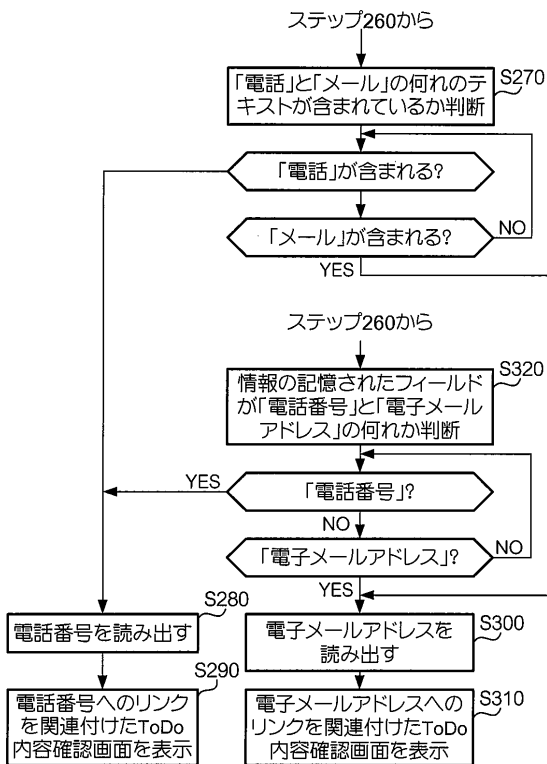 ステップ260から
S270
「電話」と「メール」の何れのテ
キストが含まれているか判断
「電話」が含まれる?
「メール」が含まれる?
NO
YES
ステップ260から
S320
情報の記憶されたフィールド
が「電話番号」と「電子メール
アドレス」の何れか判断
YES
「電話番号」?
NO
「電子メールアドレス」?
NO
YES
S280
電話番号を読み出す
S300
電子メールアドレスを
読み出す
S290
電話番号へのリンク
を関連付けたToDo
内容確認画面を表示
S310
電子メールアドレスへの
リンクを関連付けたToDo
内容確認画面を表示